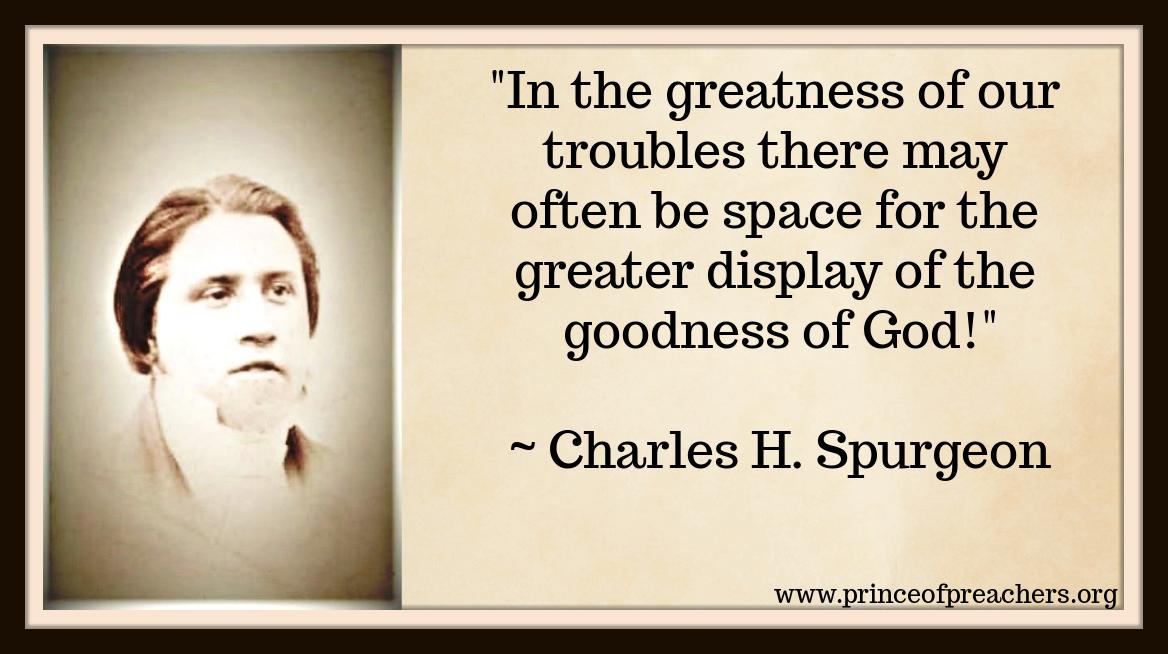 "In the greatness of our
troubles there may
often be space for the
greater display of the
goodness of God!"
~ Charles H. Spurgeon
www.princeofpreachers.org